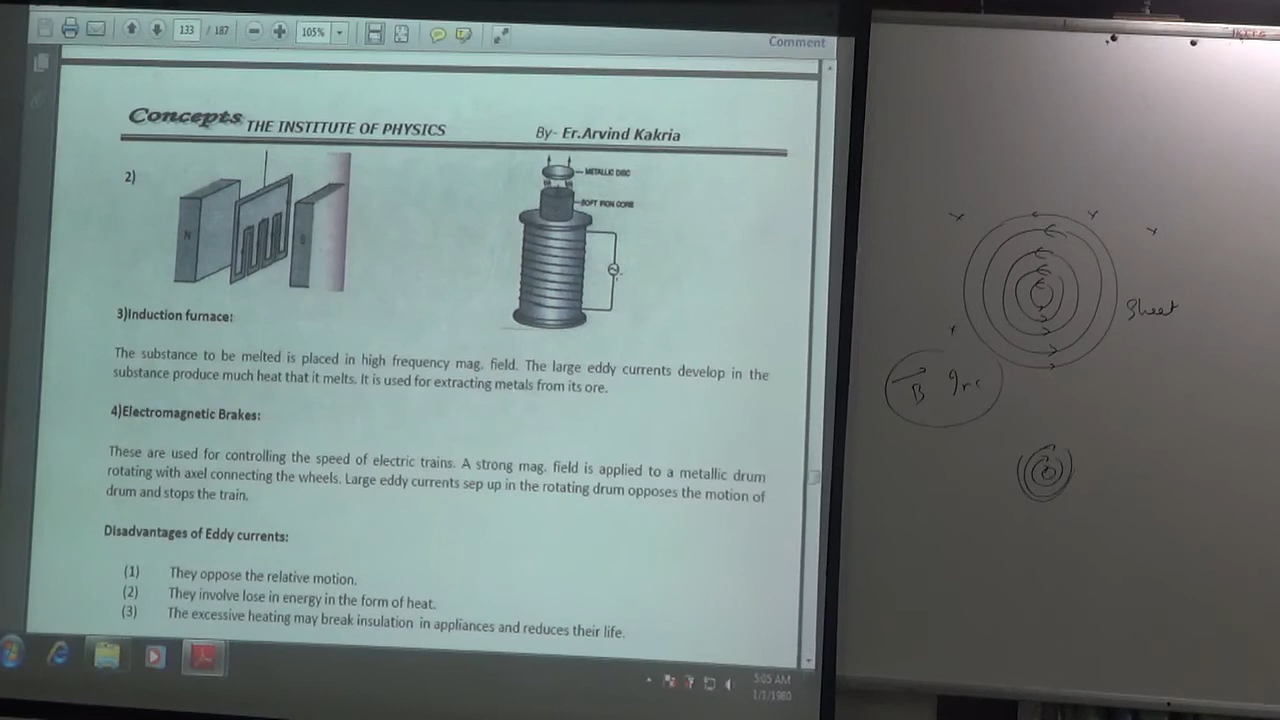 133 / 187
105%
Comment
Concepts THE INSTITUTE OF PHYSICS
By- Er.Arvind Kakria
2)
METALLIC DISC
SOFT IRON CORE
N
3)Induction furnace:
The substance to be melted is placed in high frequency mag. field. The large eddy currents develop in the
substance produce much heat that it melts. It is used for extracting metals from its ore.
4)Electromagnetic Brakes:
These are used for controlling the speed of electric trains. A strong mag. field is applied to a metallic drum
rotating with axel connecting the wheels. Large eddy currents sep up in the rotating drum opposes the motion of
drum and stops the train.
Disadvantages of Eddy currents:
(1) They oppose the relative motion.
(2) They involve lose in energy in the form of heat.
(3) The excessive heating may break insulation in appliances and reduces their life.
5:05 AM
1/1/1980
Sheet
B Inc